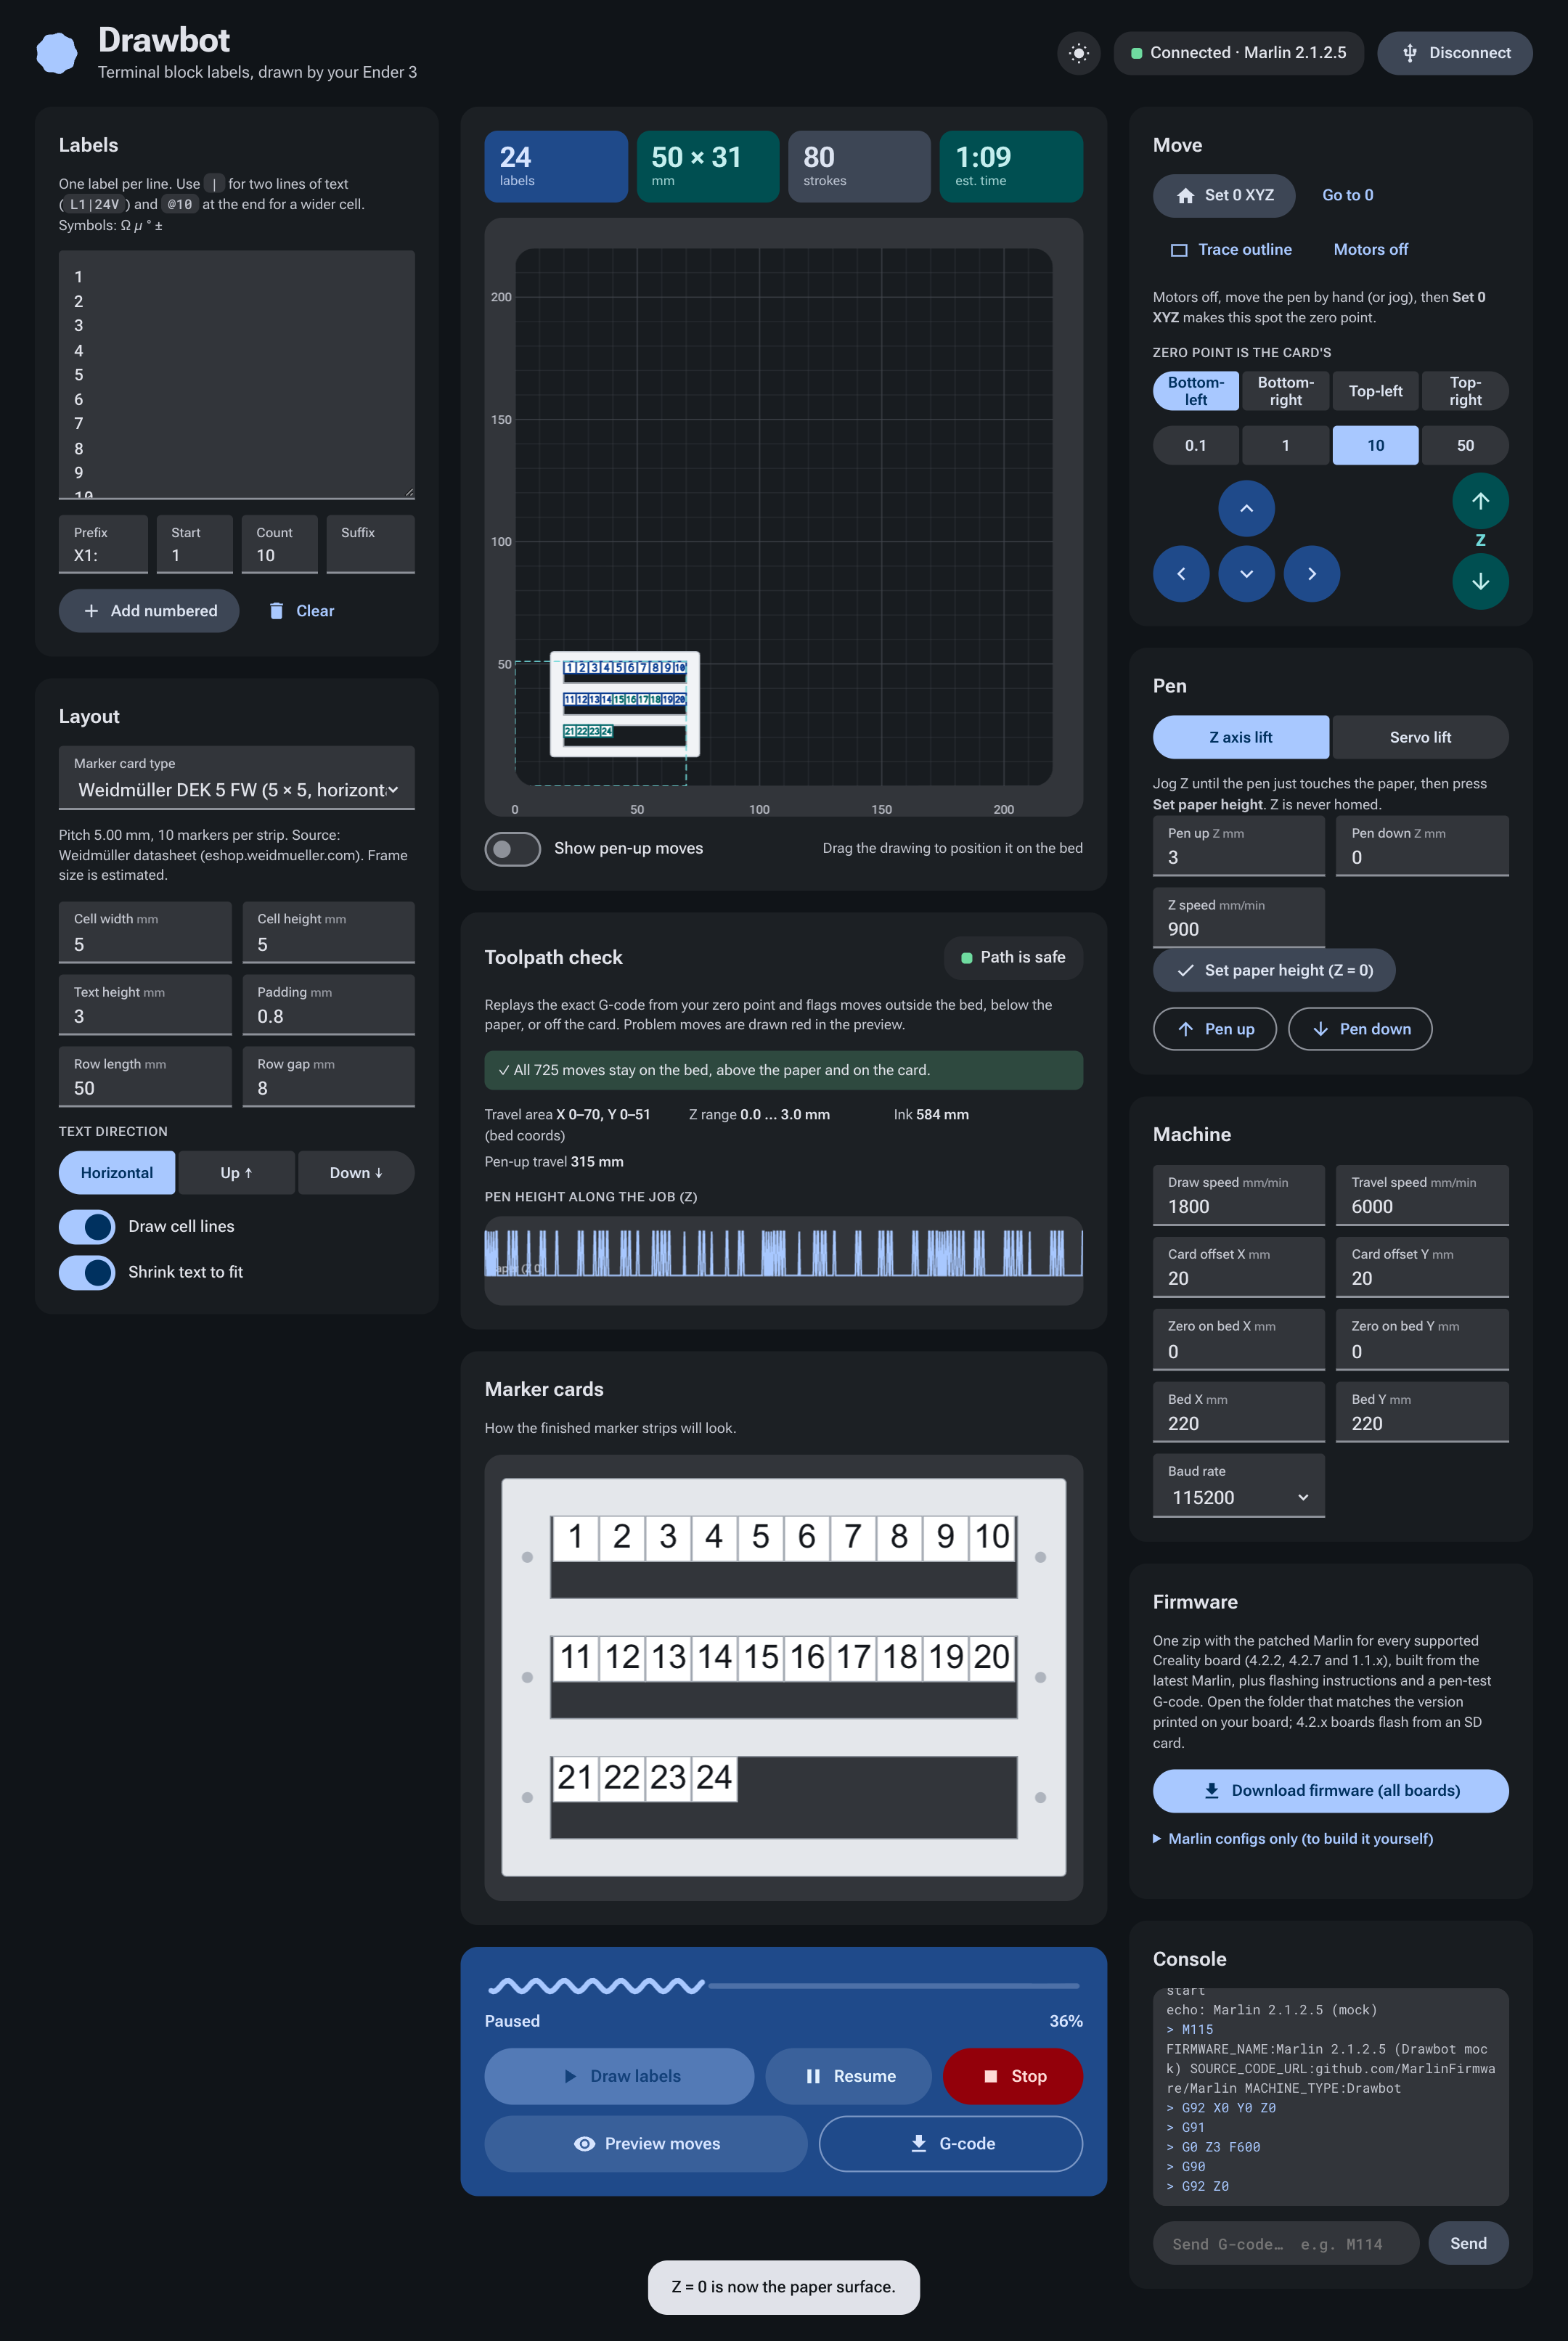 Drawbot
Terminal block labels, drawn by your Ender 3
Connected · Marlin 2.1.2.5
Disconnect
Labels
One label per line. Use | for two lines of text
(L1|24V) and @10 at the end for a wider cell.
Symbols: Ω µ ° ±
1
2
3
4
5
6
7
8
9
10
Prefix
X1:
Start
1
Count
10
Suffix
Add numbered
Clear
Layout
Marker card type
Weidmüller DEK 5 FW (5 × 5, horizont
Pitch 5.00 mm, 10 markers per strip. Source:
Weidmüller datasheet (eshop.weidmueller.com). Frame
size is estimated.
Cell width mm
5
Cell height mm
5
Text height mm
3
Padding mm
0.8
Row length mm
50
Row gap mm
8
TEXT DIRECTION
Horizontal
Up ↑
Down ↓
Draw cell lines
Shrink text to fit
24
labels
50 × 31
mm
80
strokes
1:09
est. time
200
150
100
50
0 50 100 150 200
1 2 3 4 5 6 7 8 9 10
11 12 13 14 15 16 17 18 19 20
21 22 23 24
Show pen-up moves
Drag the drawing to position it on the bed
Toolpath check
Path is safe
Replays the exact G-code from your zero point and flags moves outside the bed, below the
paper, or off the card. Problem moves are drawn red in the preview.
✓ All 725 moves stay on the bed, above the paper and on the card.
Travel area X 0–70, Y 0–51
(bed coords)
Z range 0.0 … 3.0 mm
Ink 584 mm
Pen-up travel 315 mm
PEN HEIGHT ALONG THE JOB (Z)
Marker cards
How the finished marker strips will look.
1 2 3 4 5 6 7 8 9 10
11 12 13 14 15 16 17 18 19 20
21 22 23 24
Paused
36%
Draw labels
Resume
Stop
Preview moves
G-code
Z = 0 is now the paper surface.
Move
Set 0 XYZ
Go to 0
Trace outline
Motors off
Motors off, move the pen by hand (or jog), then Set 0
XYZ makes this spot the zero point.
ZERO POINT IS THE CARD'S
Bottom-
left
Bottom-
right
Top-left
Top-
right
0.1
1
10
50
Z
Pen
Z axis lift
Servo lift
Jog Z until the pen just touches the paper, then press
Set paper height. Z is never homed.
Pen up Z mm
3
Pen down Z mm
0
Z speed mm/min
900
Set paper height (Z = 0)
Pen up
Pen down
Machine
Draw speed mm/min
1800
Travel speed mm/min
6000
Card offset X mm
20
Card offset Y mm
20
Zero on bed X mm
0
Zero on bed Y mm
0
Bed X mm
220
Bed Y mm
220
Baud rate
115200
Firmware
One zip with the patched Marlin for every supported
Creality board (4.2.2, 4.2.7 and 1.1.x), built from the
latest Marlin, plus flashing instructions and a pen-test
G-code. Open the folder that matches the version
printed on your board; 4.2.x boards flash from an SD
card.
Download firmware (all boards)
Marlin configs only (to build it yourself)
Console
start
echo: Marlin 2.1.2.5 (mock)
> M115
FIRMWARE_NAME:Marlin 2.1.2.5 (Drawbot moc
k) SOURCE_CODE_URL:github.com/MarlinFirmwa
re/Marlin MACHINE_TYPE:Drawbot
> G92 X0 Y0 Z0
> G91
> G0 Z3 F600
> G90
> G92 Z0
Send G-code… e.g. M114
Send